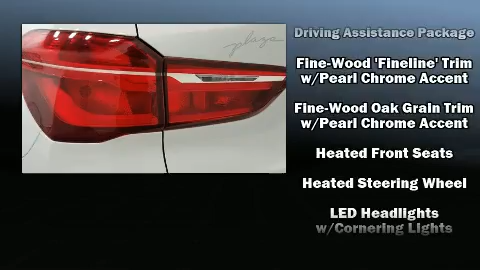 plaza
Driving Assistance Package
Fine-Wood 'Fineline' Trim
w/Pearl Chrome Accent
Fine-Wood Oak Grain Trim
w/Pearl Chrome Accent
Heated Front Seats
Heated Steering Wheel
LED Headlights
w/Cornering Lights